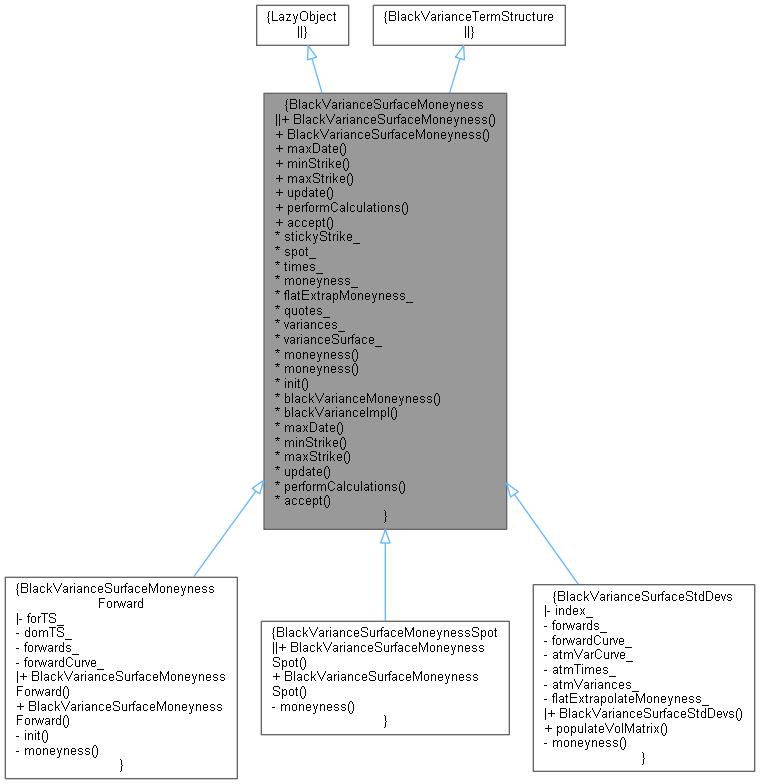 {LazyObject
||}
{BlackVarianceTermStructure
||}
{BlackVarianceSurfaceMoneyness
||+ BlackVarianceSurfaceMoneyness()
+ BlackVarianceSurfaceMoneyness()
+ maxDate()
+ minStrike()
+ maxStrike()
+ update()
+ performCalculations()
+ accept()
* stickyStrike_
* spot_
* times_
* moneyness_
* flatExtrapMoneyness_
* quotes_
* variances_
* varianceSurface_
* moneyness()
* moneyness()
* init()
* blackVarianceMoneyness()
* blackVarianceImpl()
* maxDate()
* minStrike()
* maxStrike()
* update()
* performCalculations()
* accept()
}
{BlackVarianceSurfaceMoneyness
Forward
|- forTS_
- domTS_
- forwards_
- forwardCurve_
|+ BlackVarianceSurfaceMoneyness
Forward()
+ BlackVarianceSurfaceMoneyness
Forward()
- init()
- moneyness()
}
{BlackVarianceSurfaceMoneynessSpot
||+ BlackVarianceSurfaceMoneyness
Spot()
+ BlackVarianceSurfaceMoneyness
Spot()
- moneyness()
}
{BlackVarianceSurfaceStdDevs
|- index_
- forwards_
- forwardCurve_
- atmVarCurve_
- atmTimes_
- atmVariances_
- flatExtrapolateMoneyness_
|+ BlackVarianceSurfaceStdDevs()
+ populateVolMatrix()
- moneyness()
}